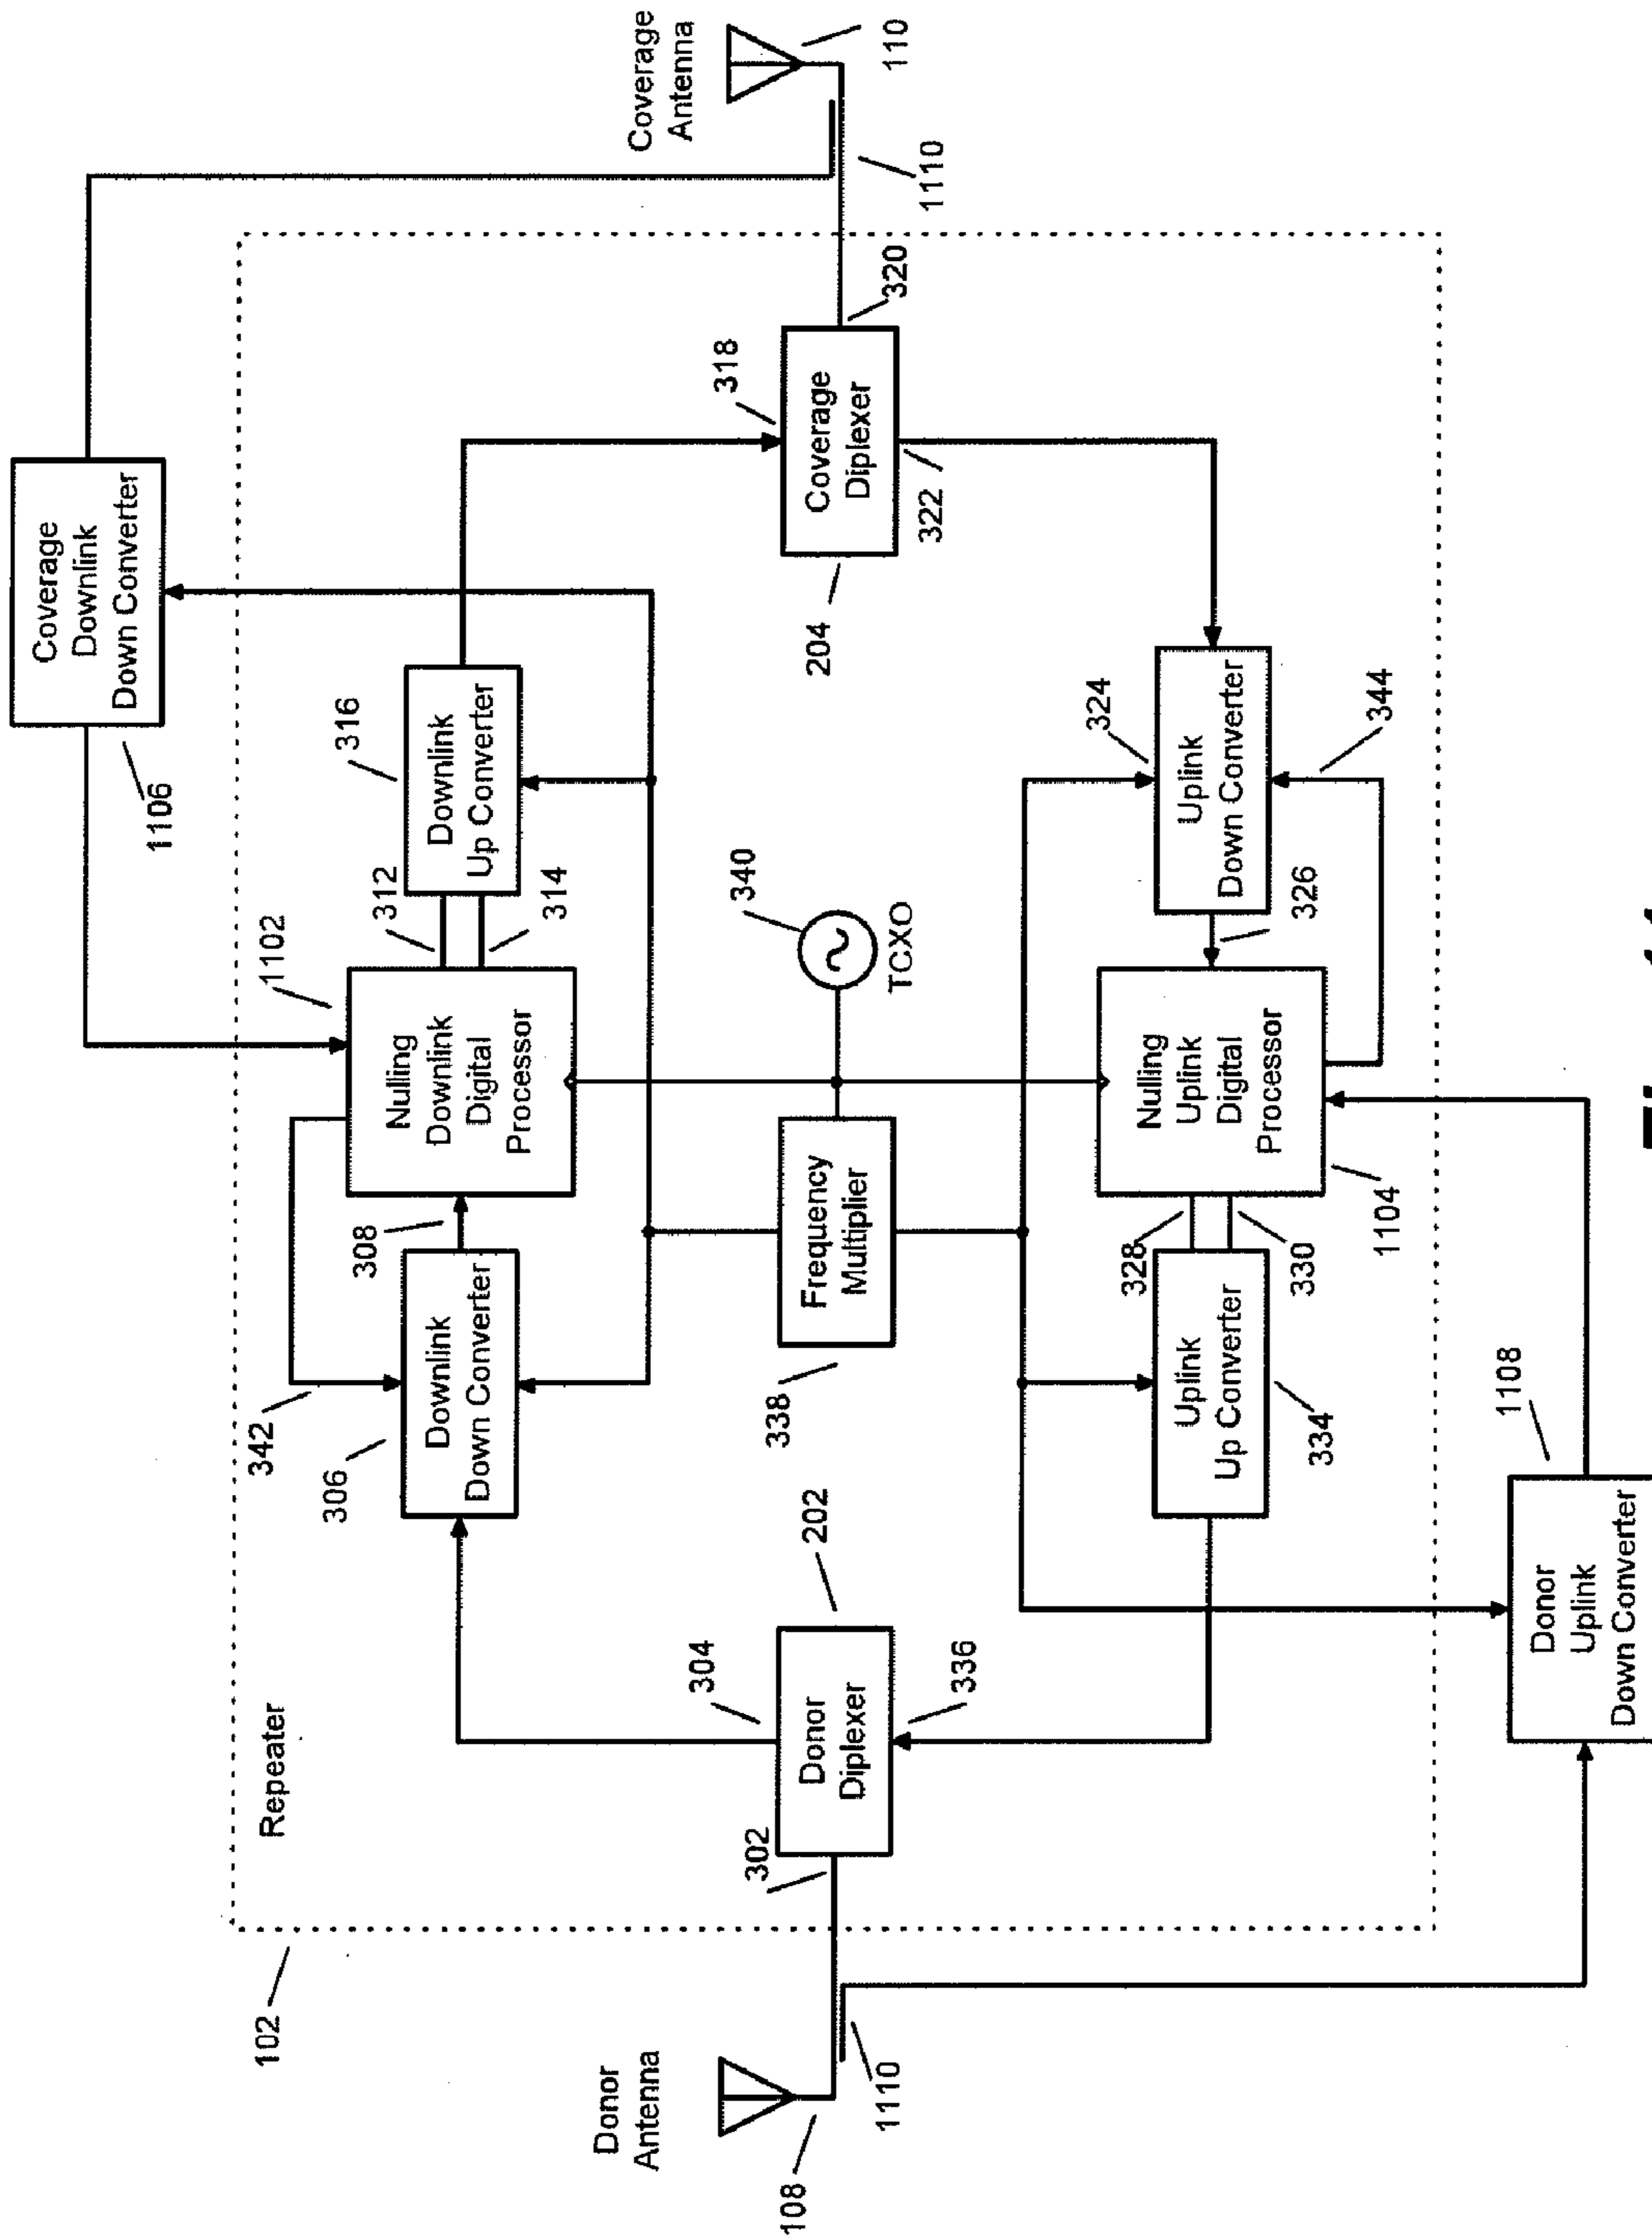 Coverage
Downlink
Down Converter
1106
Coverage
Antenna
110
1110
Repeater
102
342
306
Downlink
Down Converter
308
1102
Nulling
Downlink
Digital
Processor
312
314
316
Downlink
Up Converter
318
Coverage
Diplexer
320
322
204
Donor
Antenna
108
1110
302
304
Donor
Diplexer
202
336
338
Frequency
Multiplier
340
TCXO
334
Uplink
Up Converter
328
330
Nulling
Uplink
Digital
Processor
1104
326
324
Uplink
Down Converter
344
Donor
Uplink
Down Converter
1108